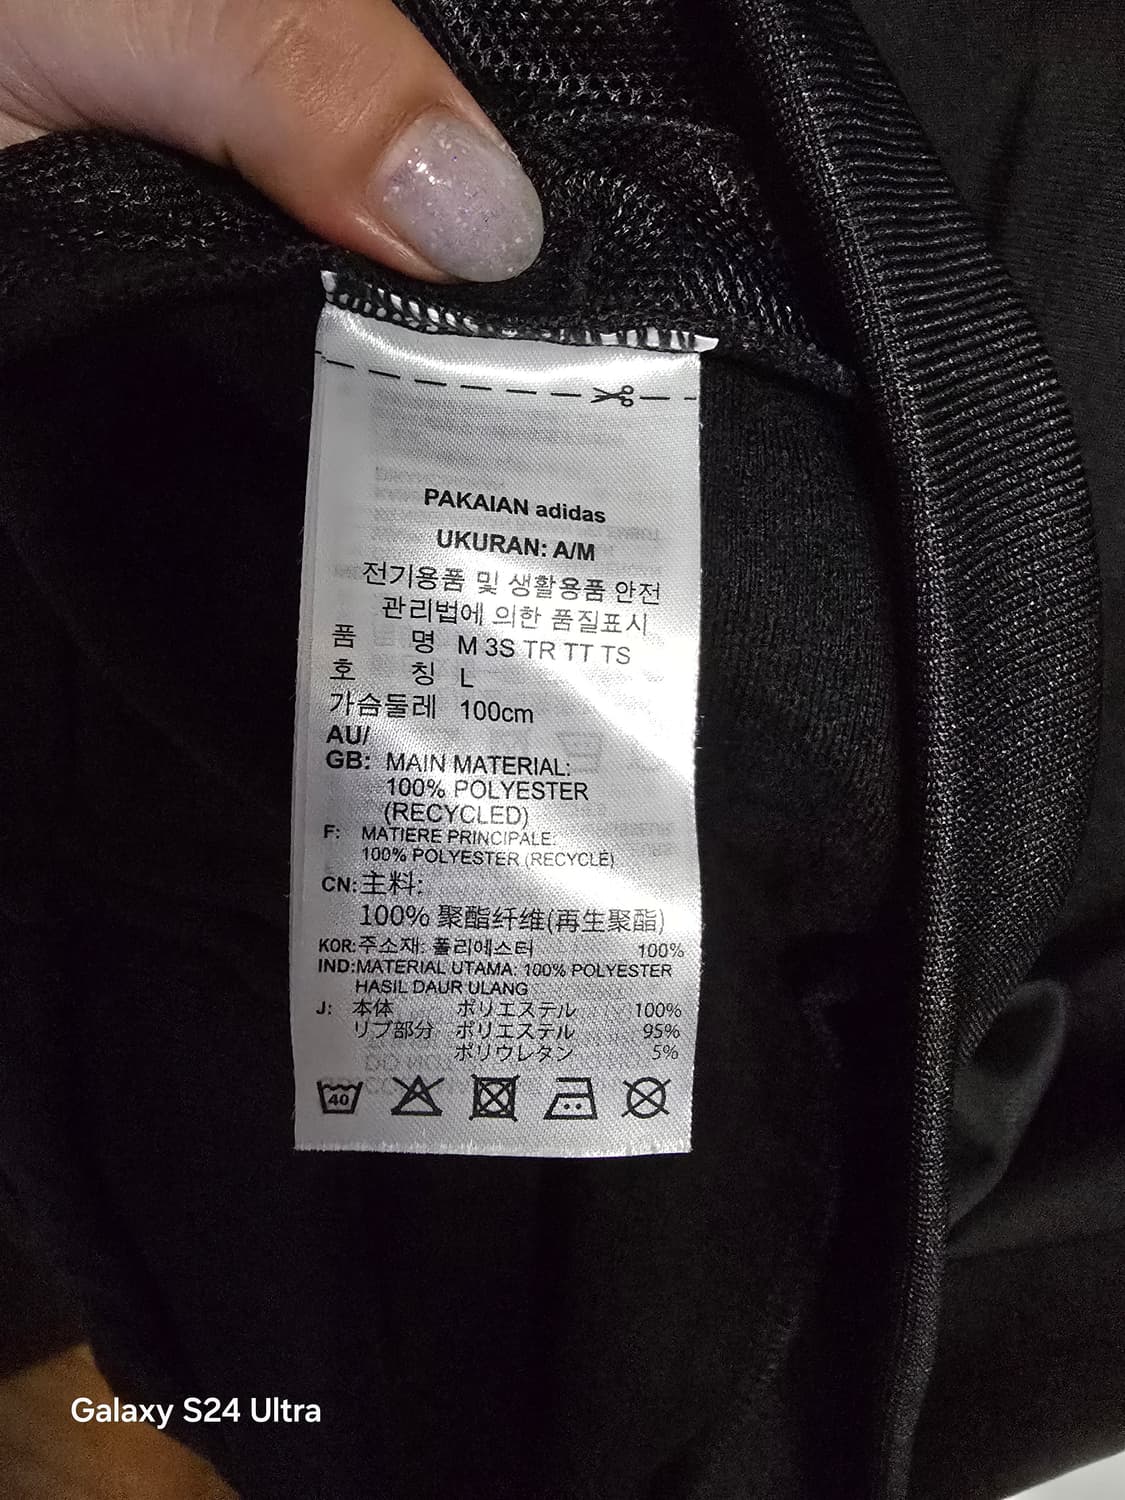 PAKAIAN adidas
UKURAN: A/M
전기용품 및 생활용품 안전
관리법에 의한 품질표시
품 명 M 3S TR TT TS
호 칭 L
가슴둘레 100cm
AU/
GB: MAIN MATERIAL:
100% POLYESTER
(RECYCLED)
F: MATIERE PRINCIPALE:
100% POLYESTER (RECYCLÉ)
CN:主料:
100% 聚酯纤维(再生聚酯)
KOR:주소재: 폴리에스터 100%
IND:MATERIAL UTAMA: 100% POLYESTER
HASIL DAUR ULANG
J: 本体 ポリエステル 100%
リブ部分 ポリエステル 95%
ポリウレタン 5%
40
Galaxy S24 Ultra